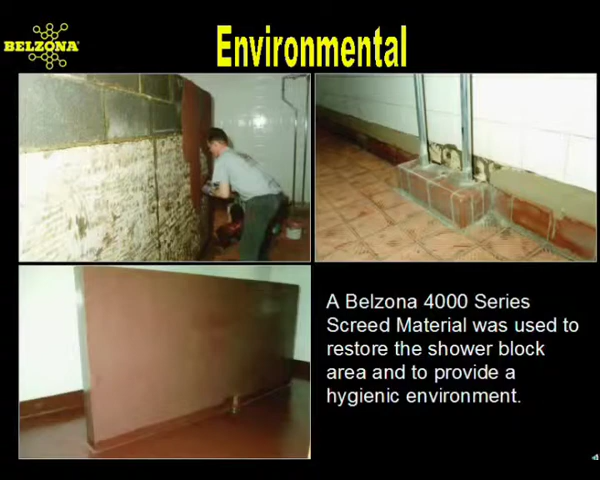 BELZONA
Environmental
A Belzona 4000 Series
Screed Material was used to
restore the shower block
area and to provide a
hygienic environment.